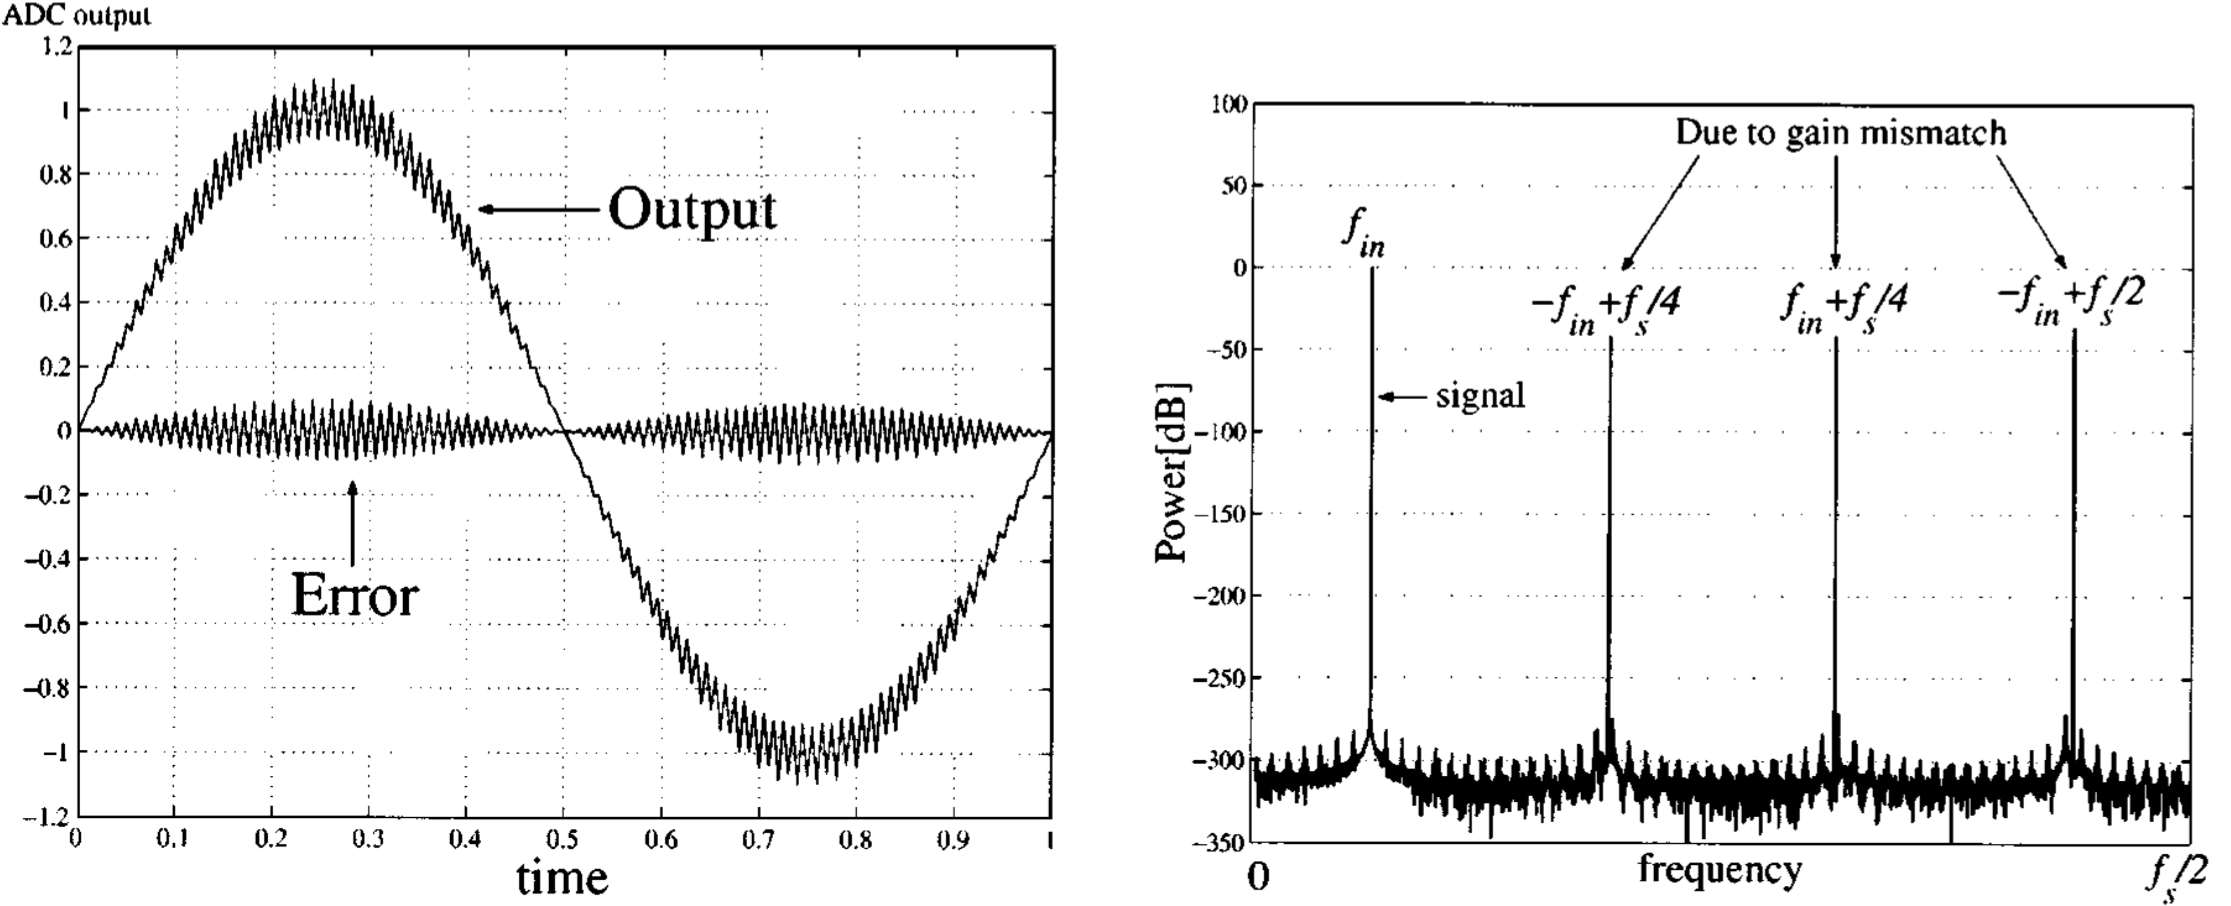 ADC output
1.2
1
0.8
0.6
0.4
0.2
0
−0.2
−0.4
−0.6
−0.8
−1
−1.2
Output
Error
0 0.1 0.2 0.3 0.4 0.5 0.6 0.7 0.8 0.9 1
time
100
50
0
−50
−100
−150
−200
−250
−300
−350
Power[dB]
Due to gain mismatch
f_in
−f_in+f_s/4 f_in+f_s/4 −f_in+f_s/2
signal
0 frequency f_s/2